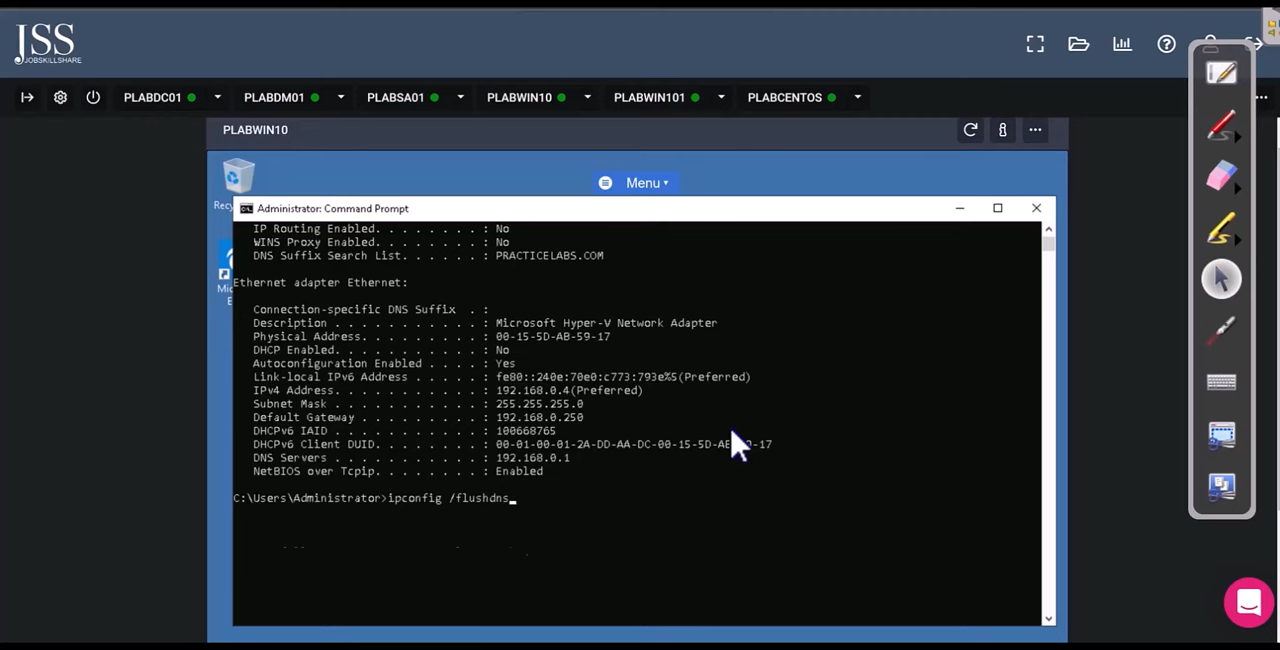 JSS
JOBSKILLSHARE
PLABDC01
PLABDM01
PLABSA01
PLABWIN10
PLABWIN101
PLABCENTOS
PLABWIN10
Menu
Administrator: Command Prompt
IP Routing Enabled. . . . . . . . : No
WINS Proxy Enabled. . . . . . . . : No
DNS Suffix Search List. . . . . . : PRACTICELABS.COM
Ethernet adapter Ethernet:
Connection-specific DNS Suffix . :
Description . . . . . . . . . . . : Microsoft Hyper-V Network Adapter
Physical Address. . . . . . . . . : 00-15-5D-AB-59-17
DHCP Enabled. . . . . . . . . . . : No
Autoconfiguration Enabled . . . . : Yes
Link-local IPv6 Address . . . . . : fe80::240e:70e0:c773:793e%5(Preferred)
IPv4 Address. . . . . . . . . . . : 192.168.0.4(Preferred)
Subnet Mask . . . . . . . . . . . : 255.255.255.0
Default Gateway . . . . . . . . . : 192.168.0.250
DHCPv6 IAID . . . . . . . . . . . : 100668765
DHCPv6 Client DUID. . . . . . . . : 00-01-00-01-2A-DD-AA-DC-00-15-5D-A -17
DNS Servers . . . . . . . . . . . : 192.168.0.1
NetBIOS over Tcpip. . . . . . . . : Enabled
C:\Users\Administrator>ipconfig /flushdns_